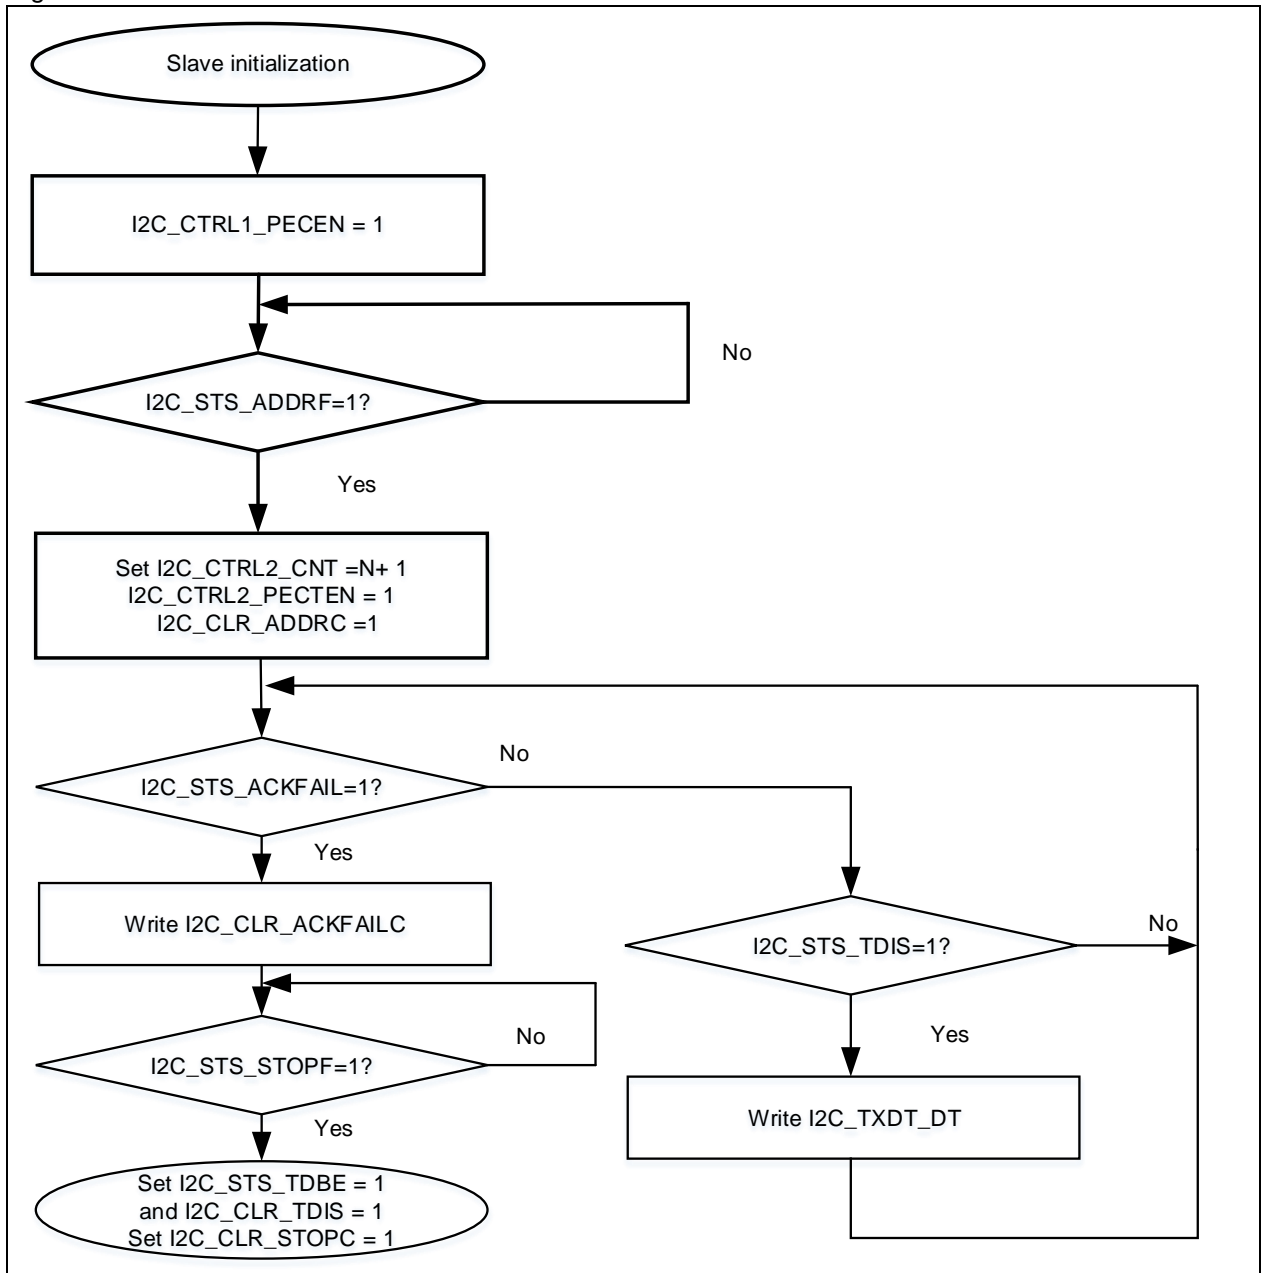 Slave initialization
I2C_CTRL1_PECEN = 1
No
I2C_STS_ADDRF=1?
Yes
Set I2C_CTRL2_CNT =N+ 1
I2C_CTRL2_PECTEN = 1
I2C_CLR_ADDRC =1
No
I2C_STS_ACKFAIL=1?
Yes
Write I2C_CLR_ACKFAILC
No
I2C_STS_TDIS=1?
No
I2C_STS_STOPF=1?
Yes
Write I2C_TXDT_DT
Yes
Set I2C_STS_TDBE = 1
and I2C_CLR_TDIS = 1
Set I2C_CLR_STOPC = 1